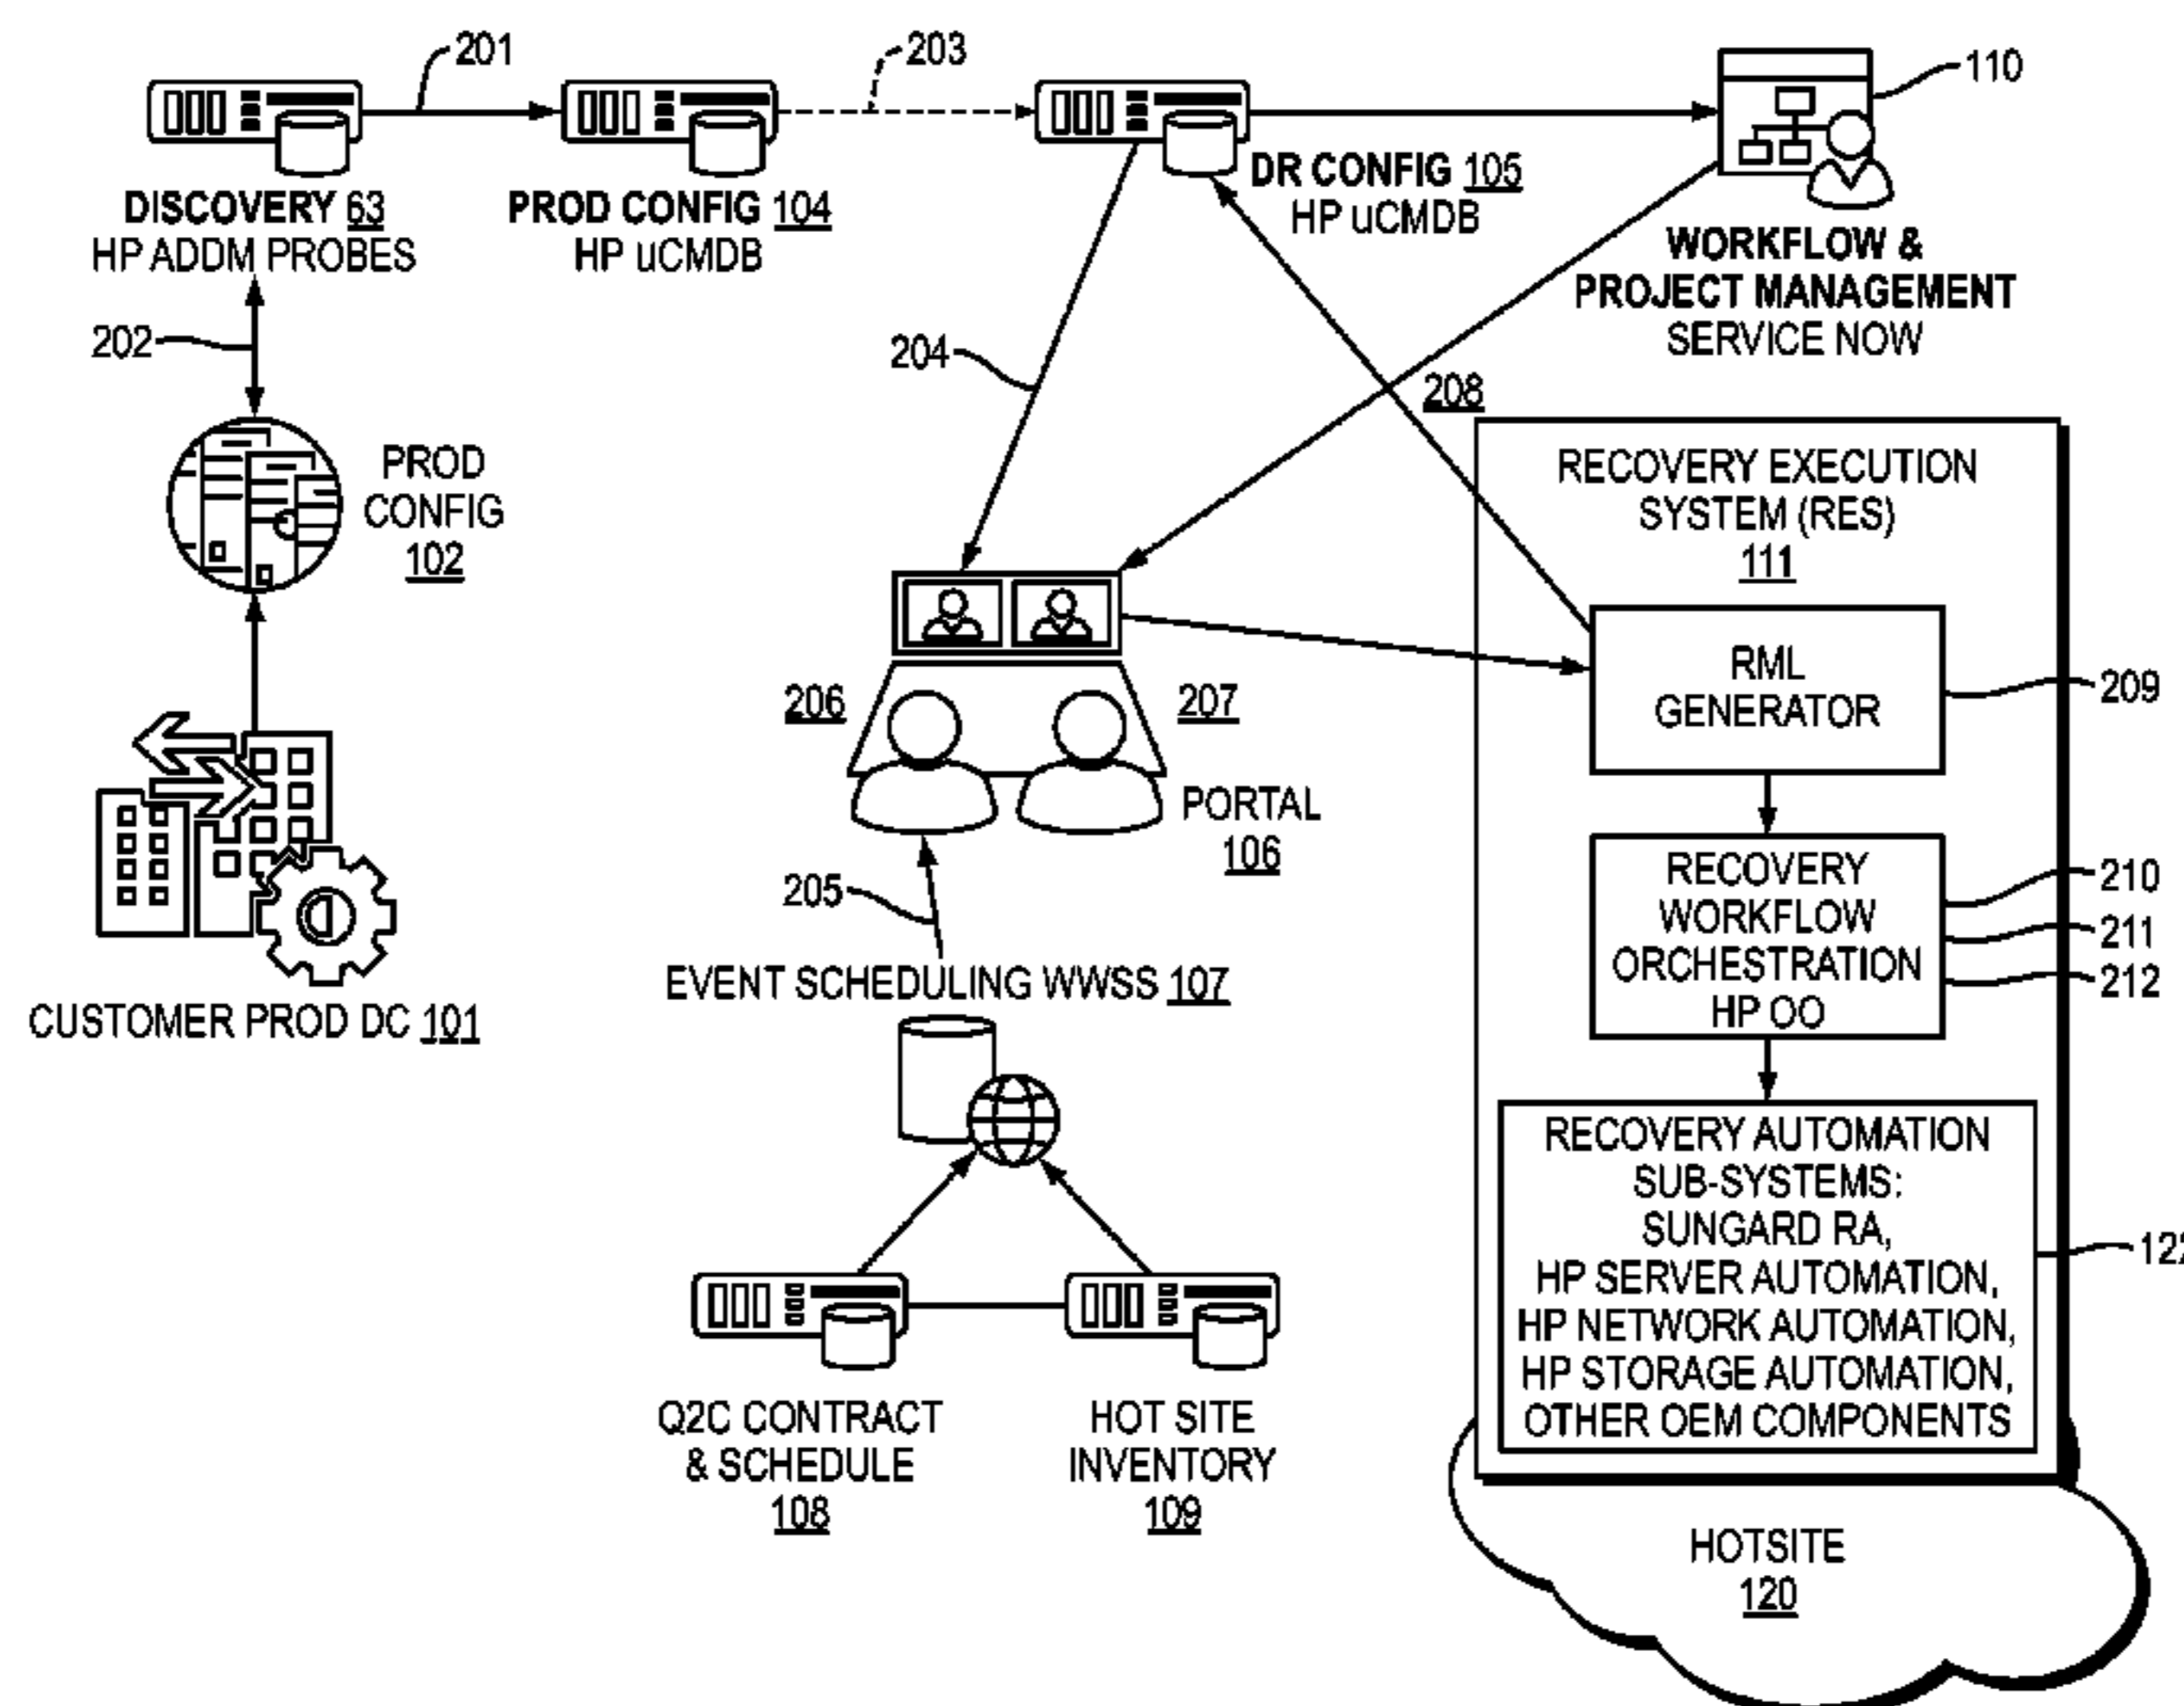 201
203
110
DISCOVERY 63
HP ADDM PROBES
PROD CONFIG 104
HP uCMDB
DR CONFIG 105
HP uCMDB
WORKFLOW &
PROJECT MANAGEMENT
SERVICE NOW
202
204
208
PROD
CONFIG
102
RECOVERY EXECUTION
SYSTEM (RES)
111
206
207
RML
GENERATOR
209
PORTAL
106
205
RECOVERY
WORKFLOW
ORCHESTRATION
HP OO
210
211
212
EVENT SCHEDULING WWSS 107
CUSTOMER PROD DC 101
RECOVERY AUTOMATION
SUB-SYSTEMS:
SUNGARD RA,
HP SERVER AUTOMATION,
HP NETWORK AUTOMATION,
HP STORAGE AUTOMATION,
OTHER OEM COMPONENTS
122
Q2C CONTRACT
& SCHEDULE
108
HOT SITE
INVENTORY
109
HOTSITE
120